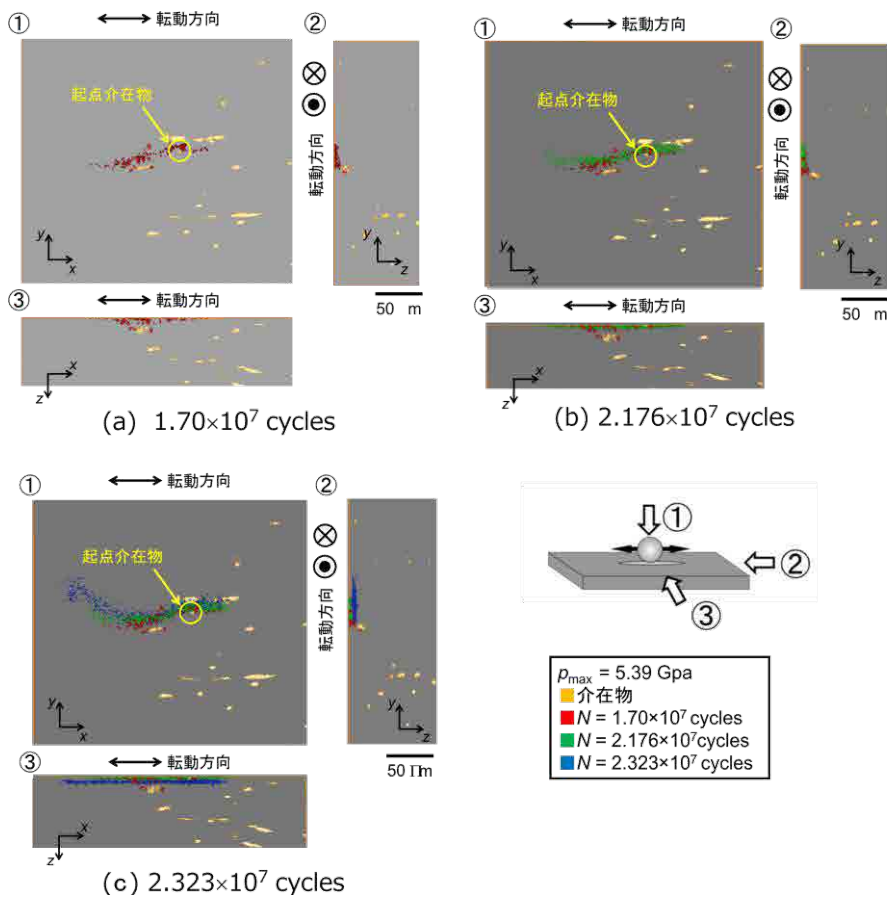 ① 転動方向 ②
起点介在物
転動方向
y
x
y
z
50 m
③ 転動方向
x
z
(a) 1.70×10⁷ cycles
① 転動方向 ②
起点介在物
転動方向
y
x
y
z
50 m
③ 転動方向
x
z
(b) 2.176×10⁷ cycles
① 転動方向 ②
起点介在物
転動方向
y
x
y
z
50 Πm
③ 転動方向
x
z
(c) 2.323×10⁷ cycles
①
②
③
pmax = 5.39 Gpa
介在物
N = 1.70×10⁷ cycles
N = 2.176×10⁷cycles
N = 2.323×10⁷cycles